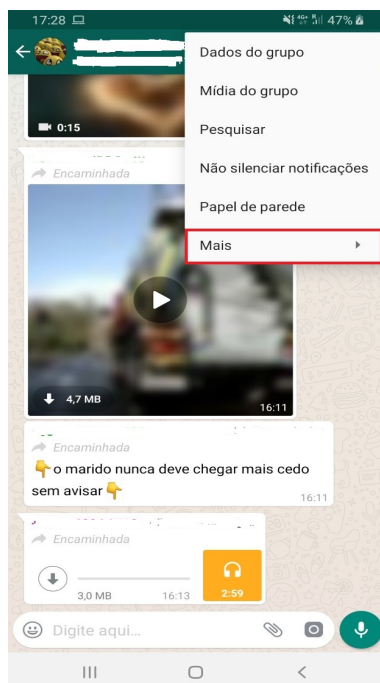 17:28
4G+
47%
Dados do grupo
Mídia do grupo
Pesquisar
Não silenciar notificações
Papel de parede
Mais
0:15
Encaminhada
4,7 MB
16:11
Encaminhada
o marido nunca deve chegar mais cedo
sem avisar
16:11
Encaminhada
3,0 MB
16:13
2:59
Digite aqui...